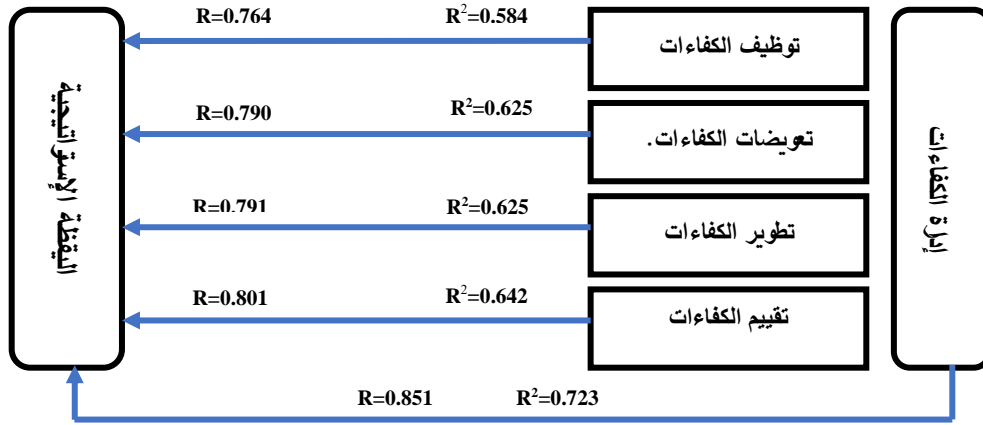 توظيف الكفاءات
R²=0.584
R=0.764
تعويضات الكفاءات.
R²=0.625
R=0.790
تطوير الكفاءات
R²=0.625
R=0.791
تقييم الكفاءات
R²=0.642
R=0.801
إدارة الكفاءات
اليقظة الإستراتيجية
R=0.851 R²=0.723